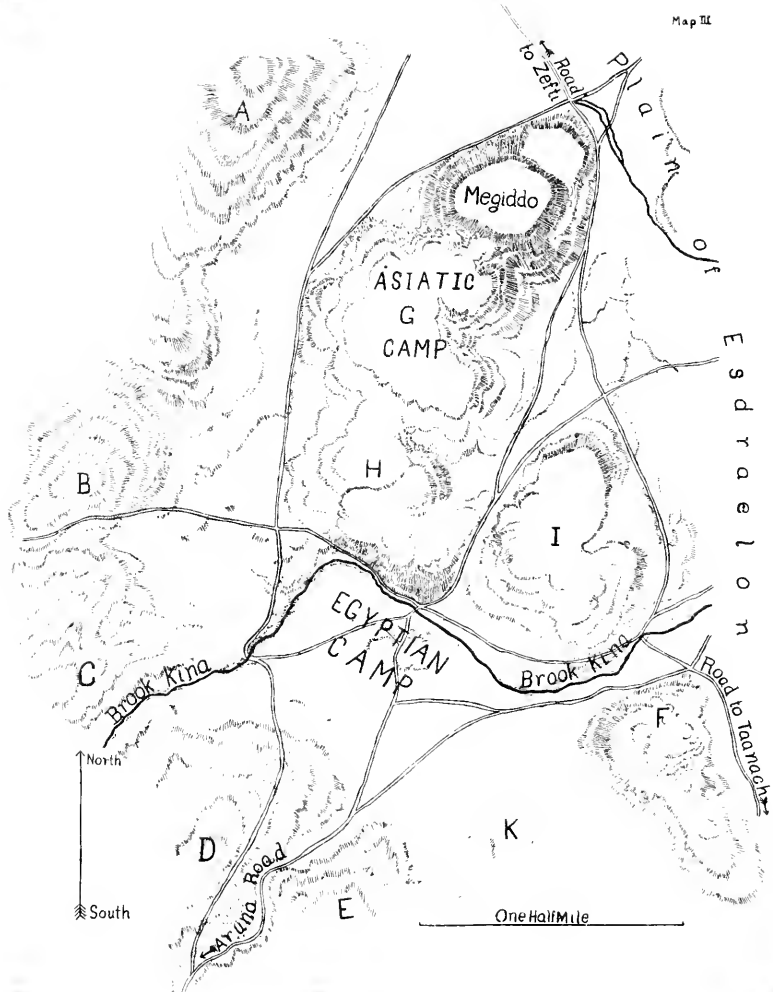 Map III
Road
to Zefti
Plain of Esdraelon
A
Megiddo
ASIATIC
G
CAMP
H
B
I
EGYPTIAN
CAMP
Brook Kina
Brook Kina
C
F
Road to Taanach
North
South
D
K
Aruna Road
E
One Half Mile